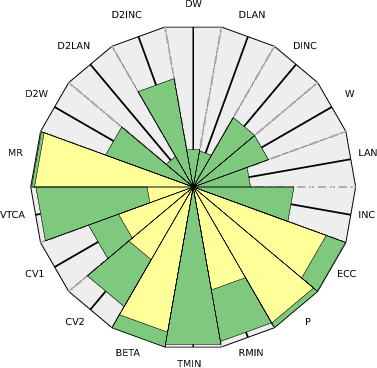 DW
D2INC
DLAN
D2LAN
DINC
D2W
W
MR
LAN
VTCA
INC
CV1
ECC
CV2
P
BETA
RMIN
TMIN